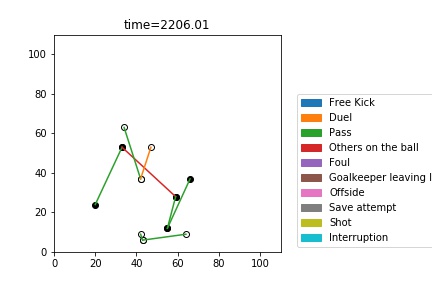 time=2206.01
100
80
60
40
20
0
0 20 40 60 80 100
Free Kick
Duel
Pass
Others on the ball
Foul
Goalkeeper leaving l
Offside
Save attempt
Shot
Interruption